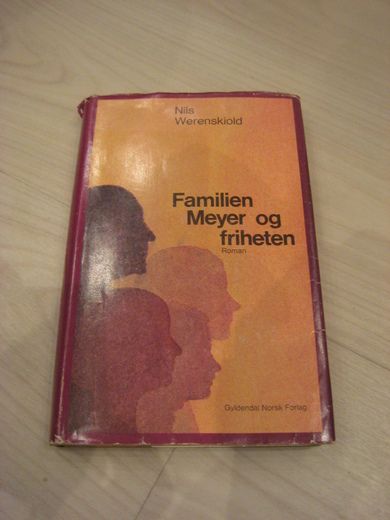 Nils
Werenskiold
Familien
Meyer og
friheten
Roman
Gyldendal Norsk Forlag